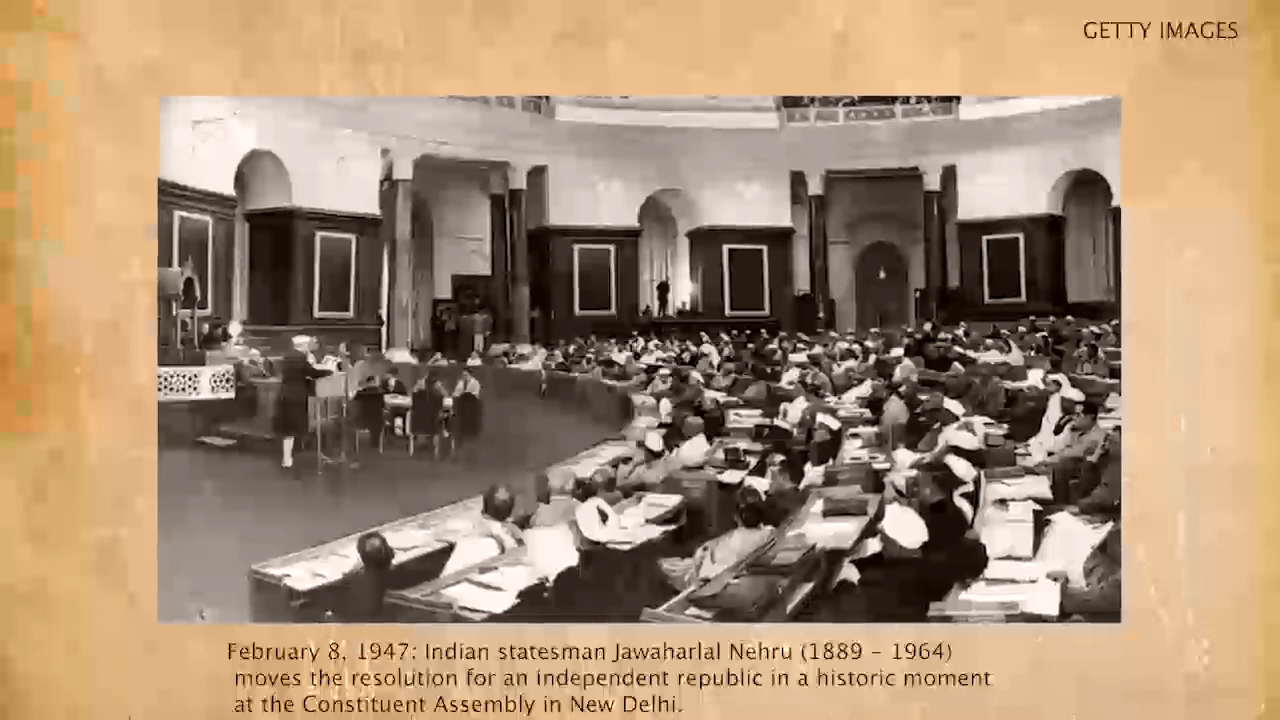 GETTY IMAGES
February 8, 1947: Indian statesman Jawaharlal Nehru (1889 – 1964)
moves the resolution for an independent republic in a historic moment
at the Constituent Assembly in New Delhi.